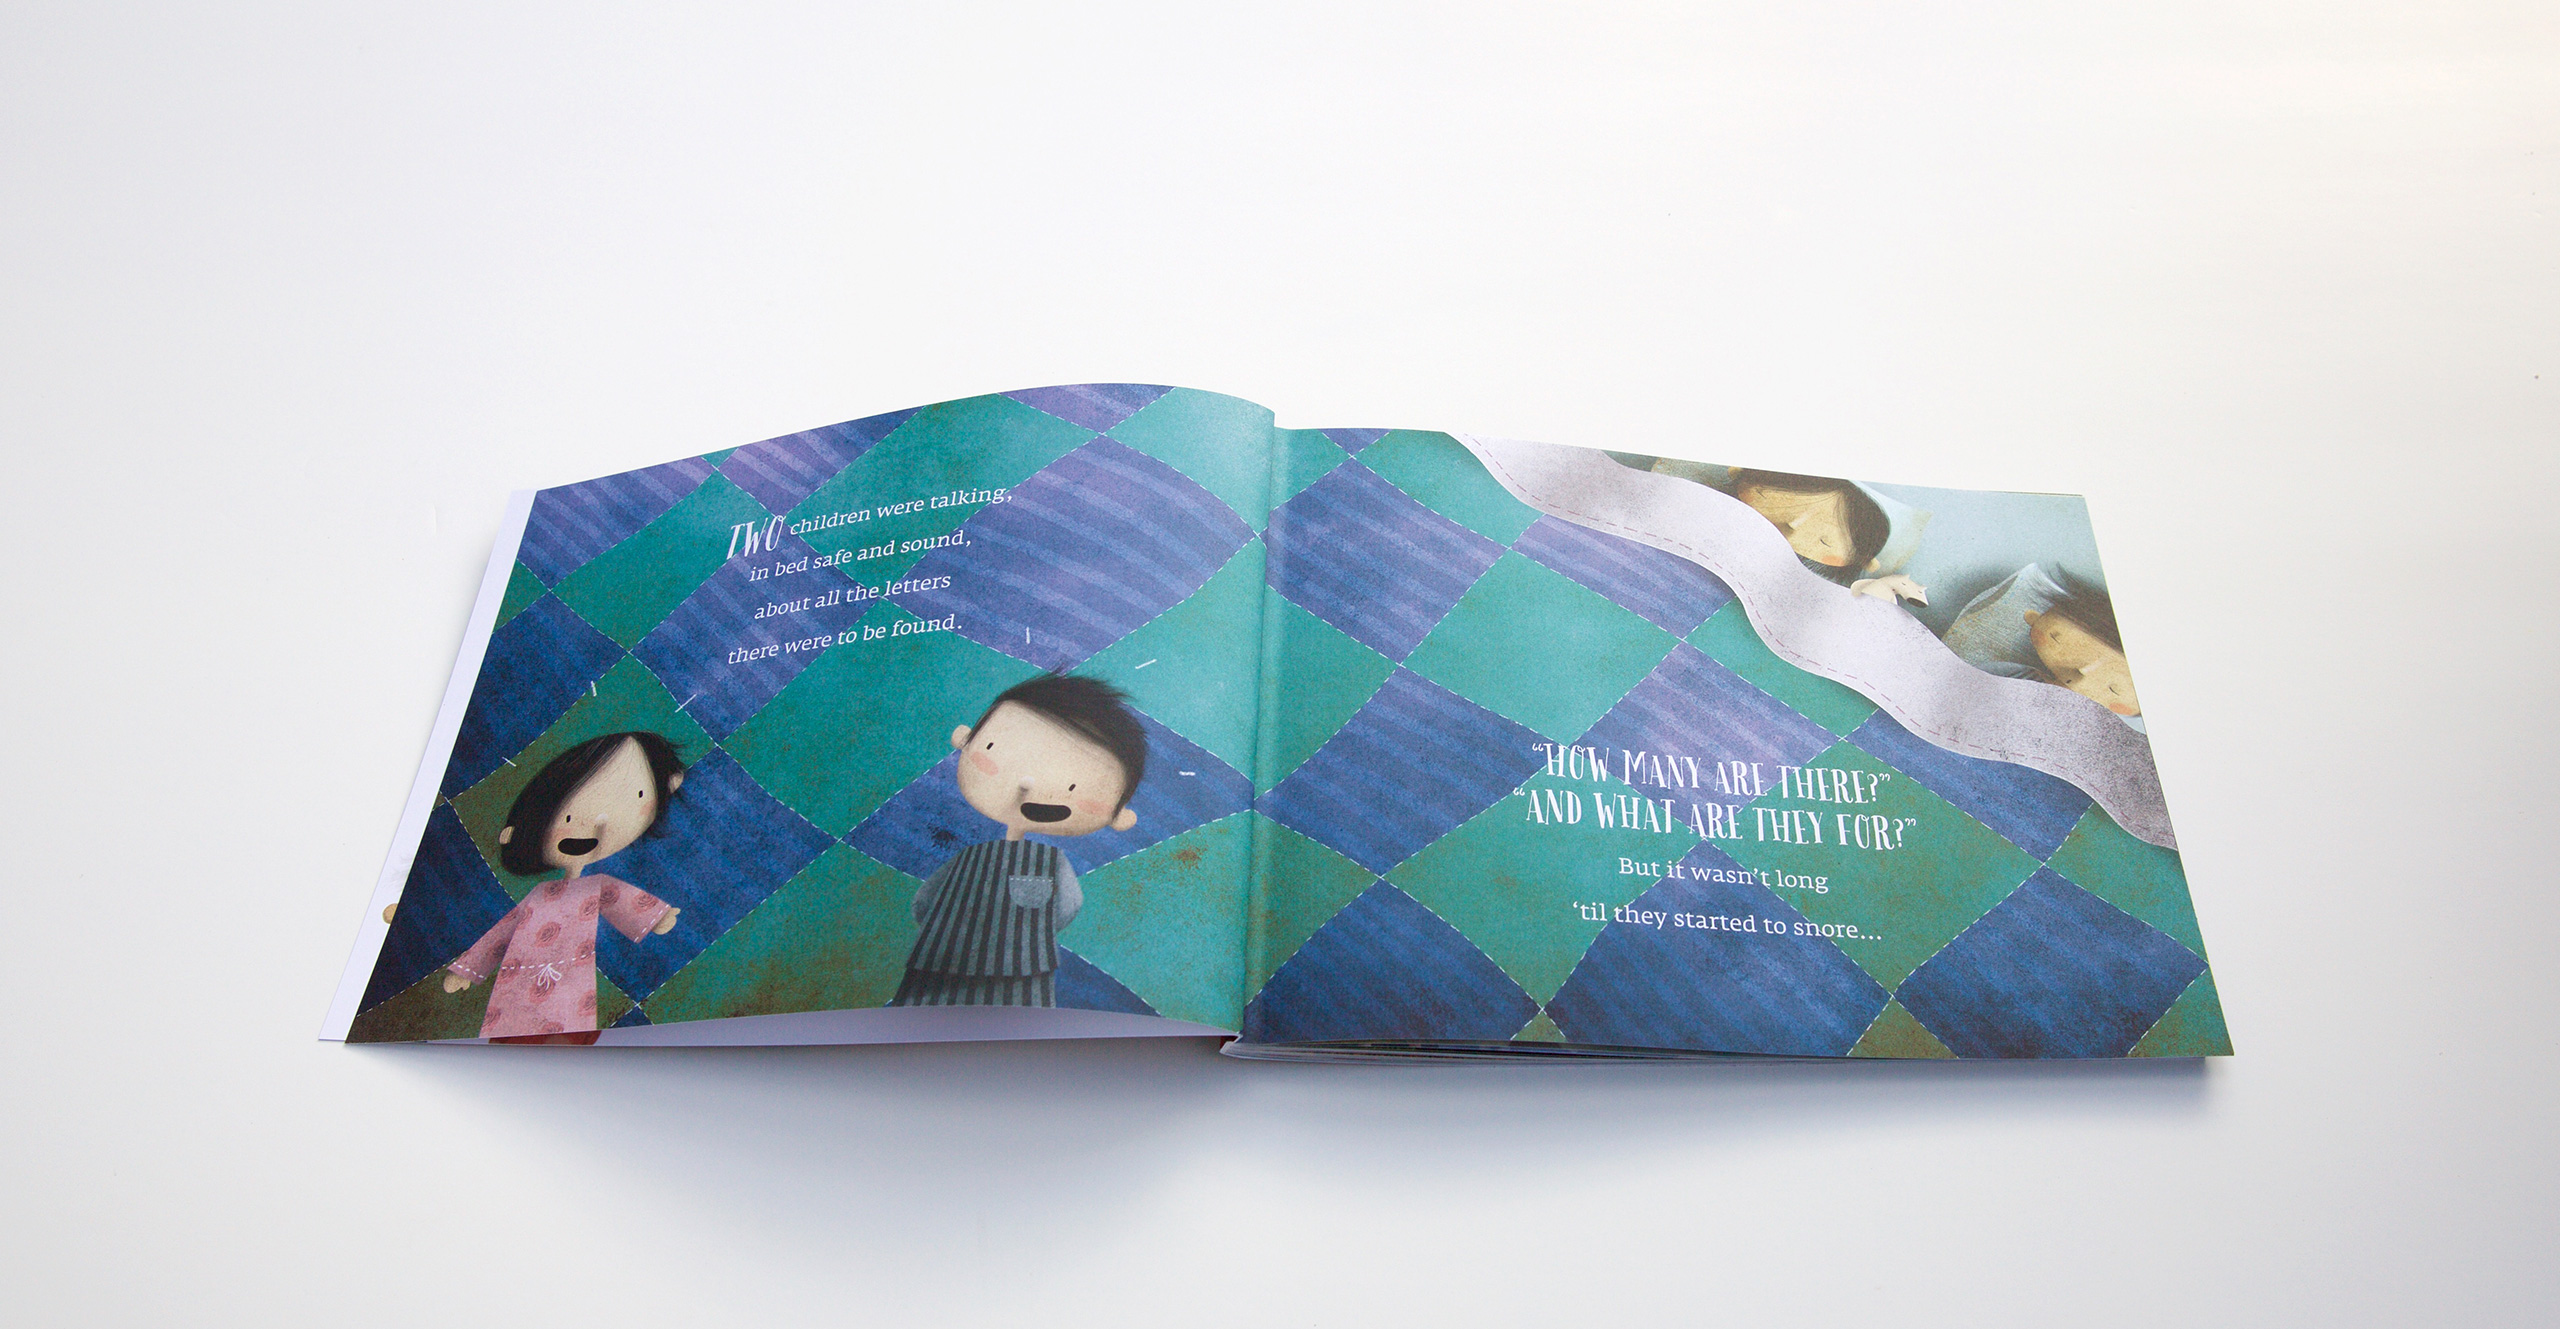 TWO children were talking,
in bed safe and sound,
about all the letters
there were to be found.
“HOW MANY ARE THERE?”
“AND WHAT ARE THEY FOR?”
But it wasn’t long
‘til they started to snore...